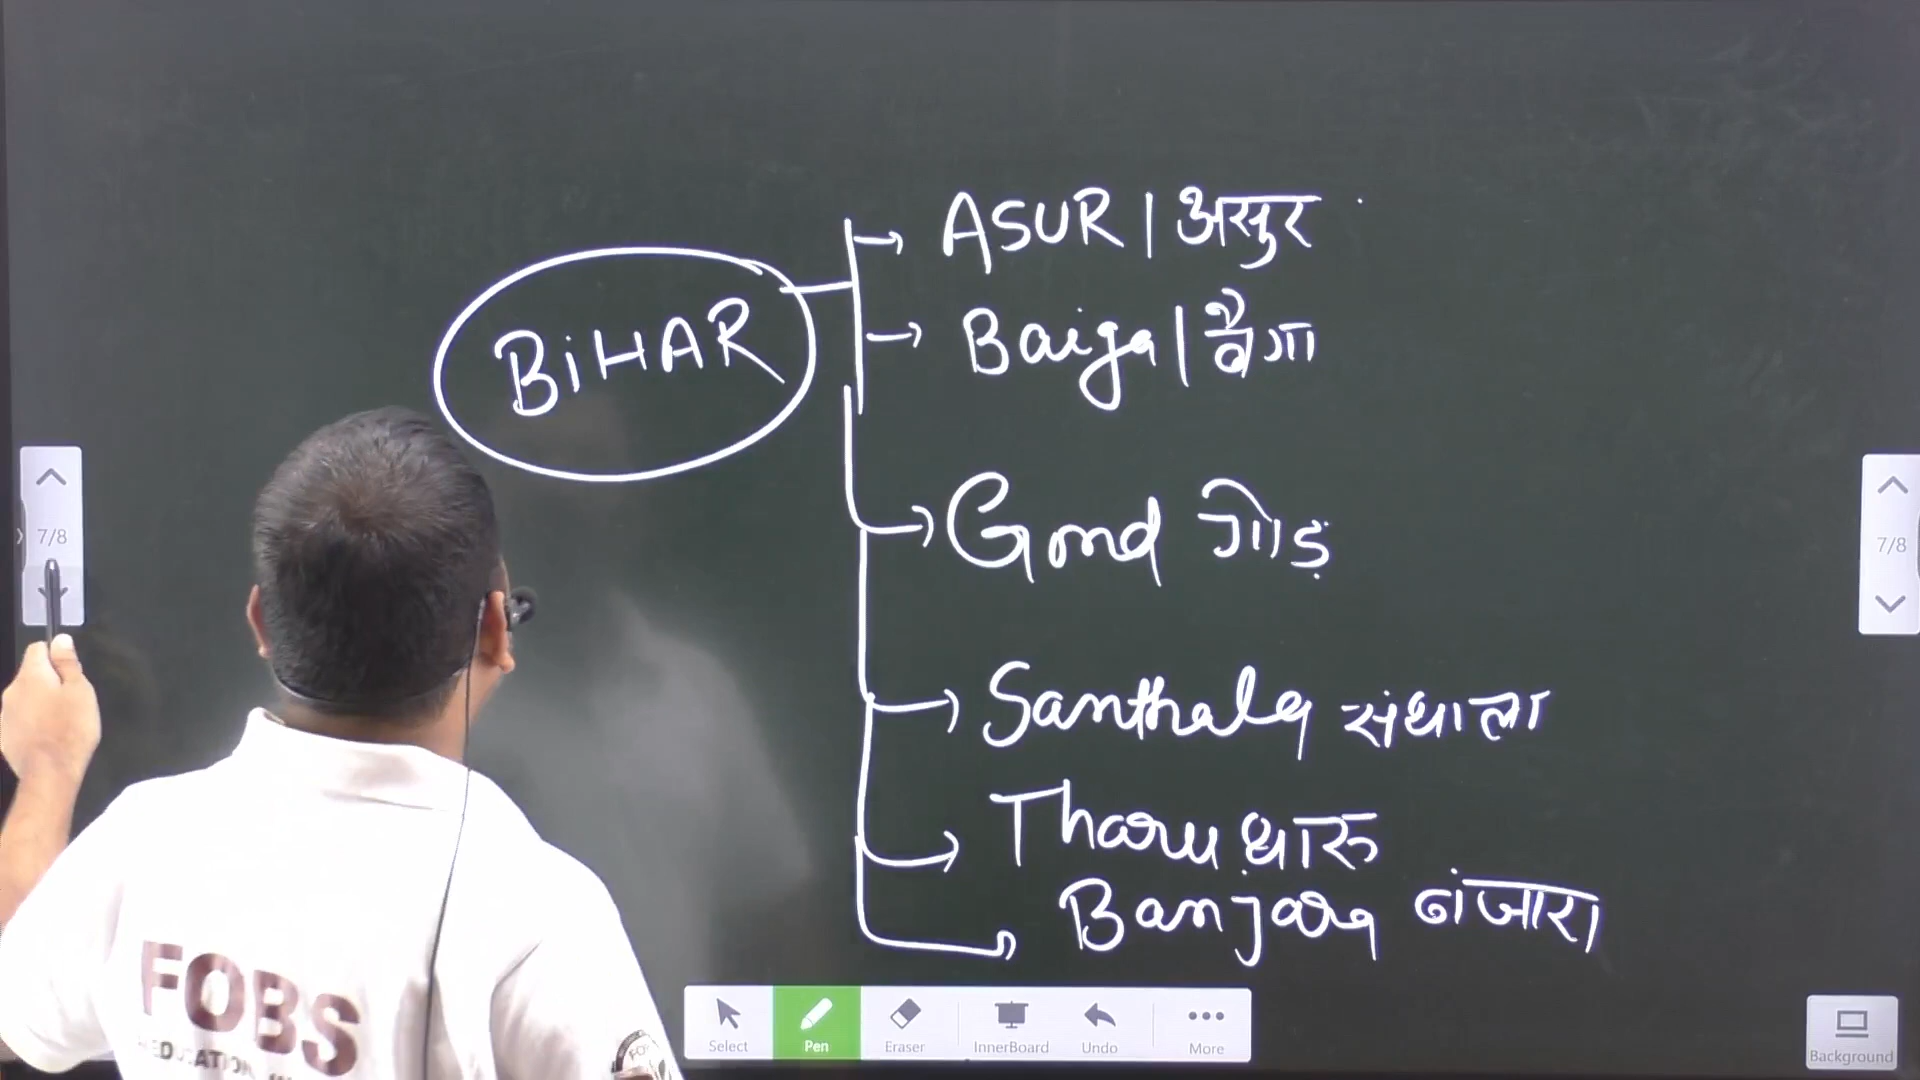 BiHAR
ASUR | असुर
Baiga | बैगा
Gond गोंड़
Santhala संथाला
Tharu थारु
Banjara बंजारा
7/8
7/8
FOBS
EDUCATION
Select
Pen
Eraser
InnerBoard
Undo
More
Background